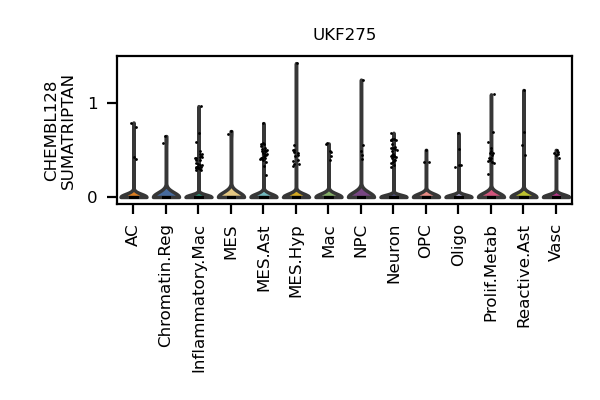 UKF275
CHEMBL128
SUMATRIPTAN
1
0
AC
Chromatin.Reg
Inflammatory.Mac
MES
MES.Ast
MES.Hyp
Mac
NPC
Neuron
OPC
Oligo
Prolif.Metab
Reactive.Ast
Vasc